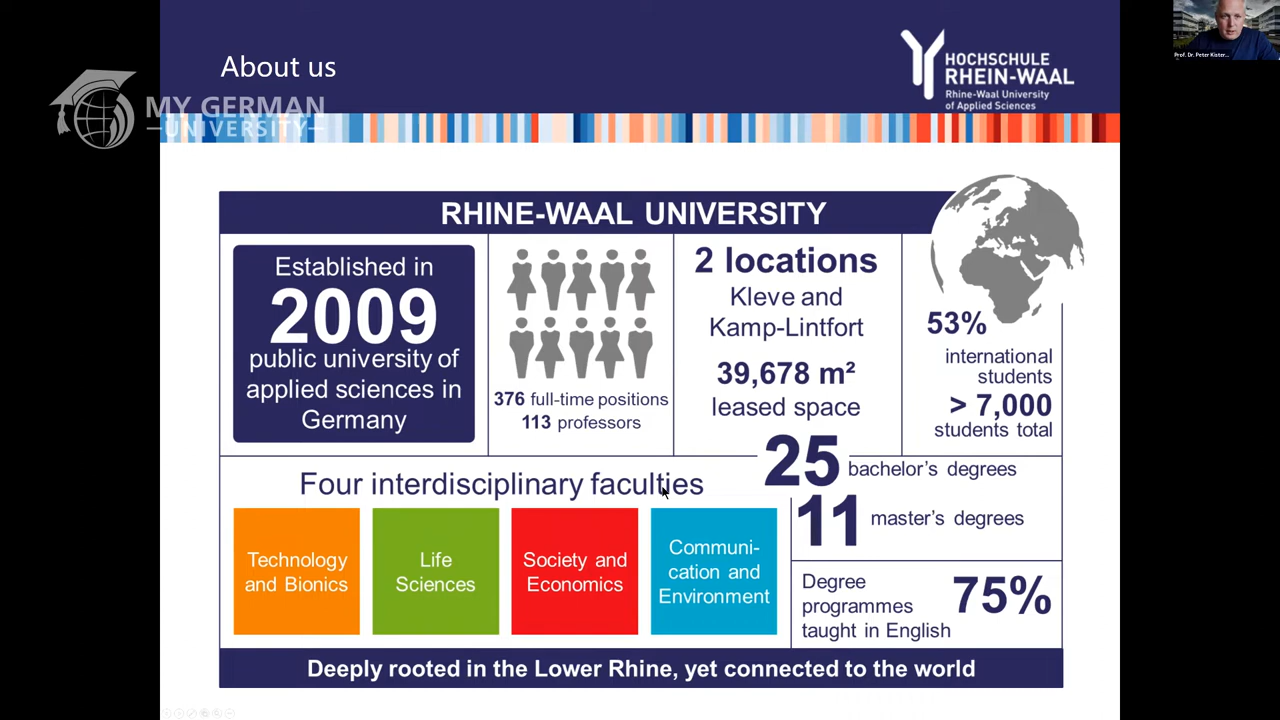 About us
MY GERMAN
UNIVERSITY
HOCHSCHULE
RHEIN-WAAL
Rhine-Waal University
of Applied Sciences
Prof. Dr. Peter Kister...
RHINE-WAAL UNIVERSITY
Established in
2009
public university of
applied sciences in
Germany
376 full-time positions
113 professors
2 locations
Kleve and
Kamp-Lintfort
39,678 m²
leased space
53%
international
students
> 7,000
students total
Four interdisciplinary faculties
Technology
and Bionics
Life
Sciences
Society and
Economics
Communi-
cation and
Environment
25 bachelor's degrees
11 master's degrees
Degree
programmes
taught in English
75%
Deeply rooted in the Lower Rhine, yet connected to the world